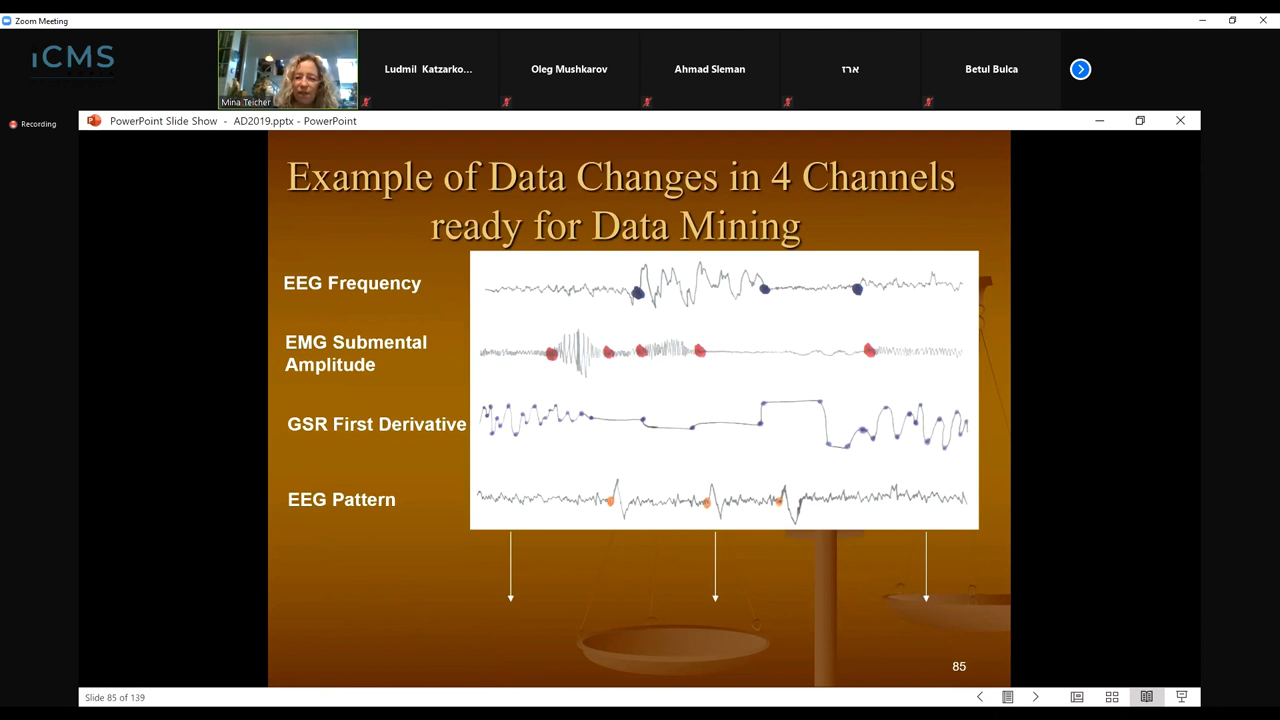 Zoom Meeting
iCMS
Mina Teicher
Ludmil Katzarko...
Oleg Mushkarov
Ahmad Sleman
ארז
Betul Bulca
Recording
PowerPoint Slide Show - AD2019.pptx - PowerPoint
Example of Data Changes in 4 Channels
ready for Data Mining
EEG Frequency
EMG Submental
Amplitude
GSR First Derivative
EEG Pattern
85
Slide 85 of 139